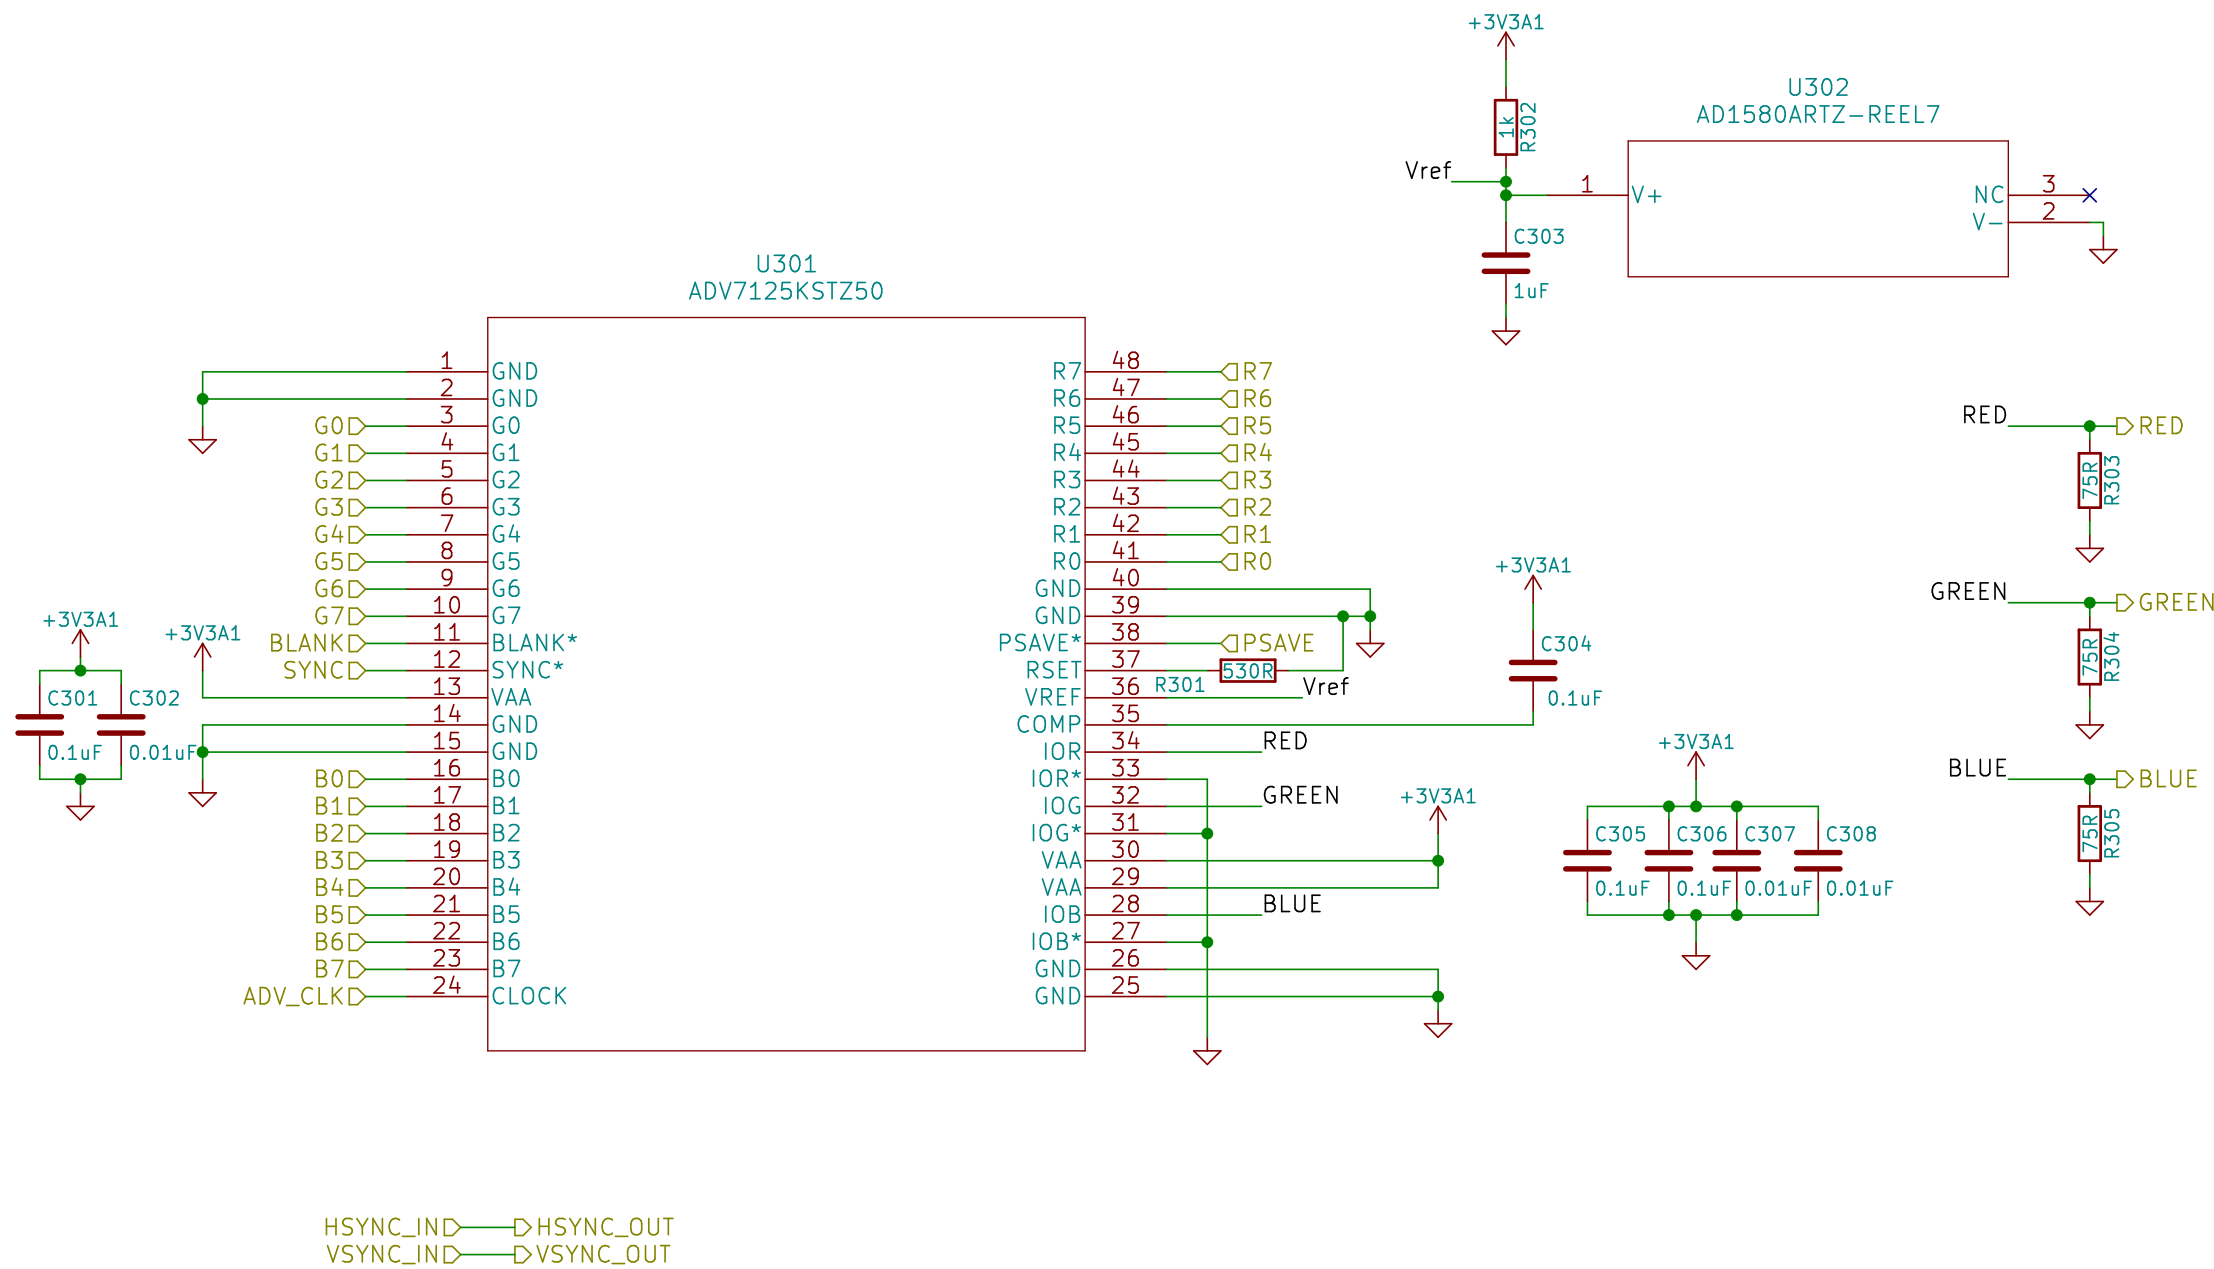 +3V3A1
1k
R302
Vref
C303
1uF
U302
AD1580ARTZ-REEL7
1
V+
NC
3
V-
2
U301
ADV7125KSTZ50
1 GND
2 GND
G0 3 G0
G1 4 G1
G2 5 G2
G3 6 G3
G4 7 G4
G5 8 G5
G6 9 G6
G7 10 G7
BLANK 11 BLANK*
SYNC 12 SYNC*
13 VAA
14 GND
15 GND
B0 16 B0
B1 17 B1
B2 18 B2
B3 19 B3
B4 20 B4
B5 21 B5
B6 22 B6
B7 23 B7
ADV_CLK 24 CLOCK
R7 48 R7
R6 47 R6
R5 46 R5
R4 45 R4
R3 44 R3
R2 43 R2
R1 42 R1
R0 41 R0
GND 40
GND 39
PSAVE* 38 PSAVE
RSET 37 530R
R301
VREF 36 Vref
COMP 35
IOR 34 RED
IOR* 33
IOG 32 GREEN
IOG* 31
VAA 30
VAA 29
IOB 28 BLUE
IOB* 27
GND 26
GND 25
+3V3A1
+3V3A1
C301
C302
0.1uF
0.01uF
+3V3A1
C304
0.1uF
+3V3A1
+3V3A1
C305
C306
C307
C308
0.1uF
0.1uF
0.01uF
0.01uF
RED
RED
75R
R303
GREEN
GREEN
75R
R304
BLUE
BLUE
75R
R305
HSYNC_IN HSYNC_OUT
VSYNC_IN VSYNC_OUT